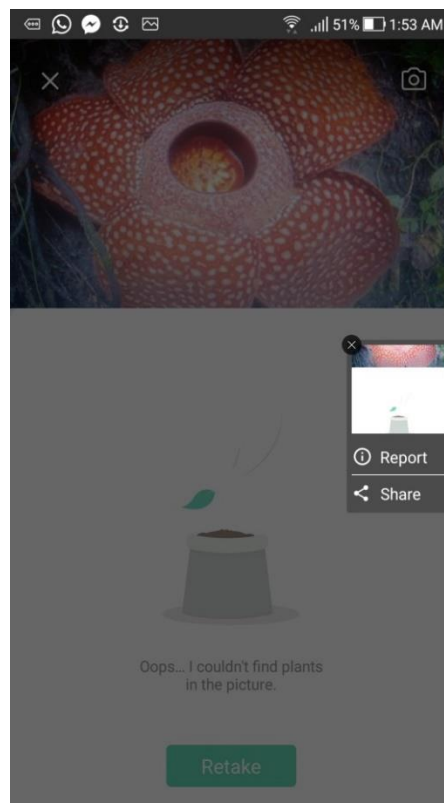 51% 1:53 AM
Report
Share
Oops... I couldn't find plants
in the picture.
Retake